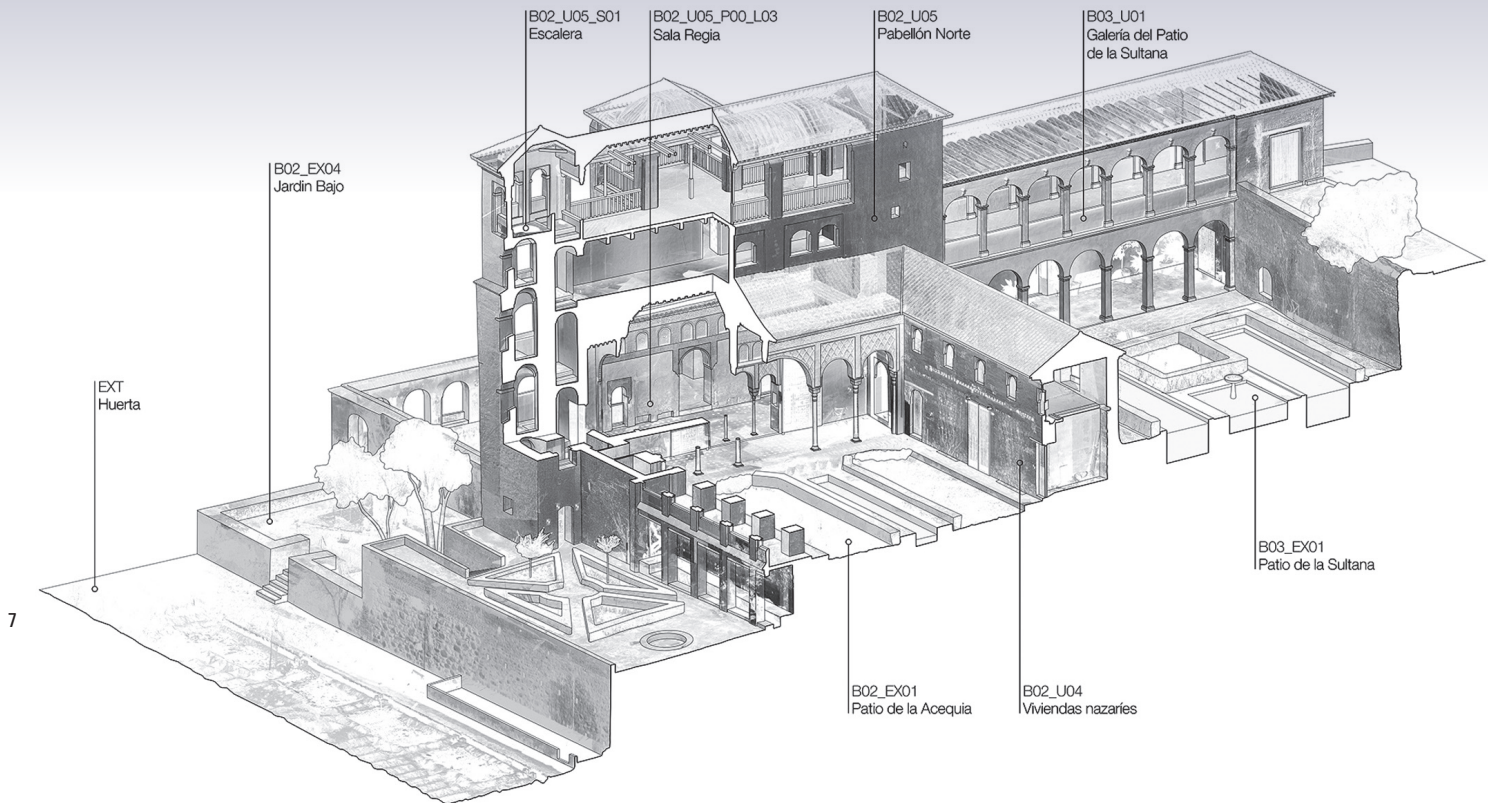 B02_U05_S01
Escalera
B02_U05_P00_L03
Sala Regia
B02_U05
Pabellón Norte
B03_U01
Galería del Patio
de la Sultana
B02_EX04
Jardin Bajo
EXT
Huerta
7
B03_EX01
Patio de la Sultana
B02_EX01
Patio de la Acequia
B02_U04
Viviendas nazaríes